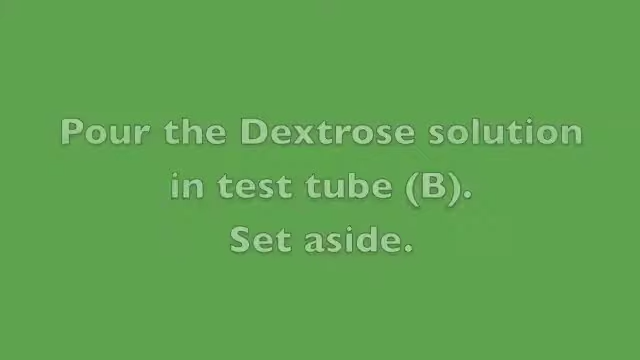 Pour the Dextrose solution
in test tube (B).
Set aside.